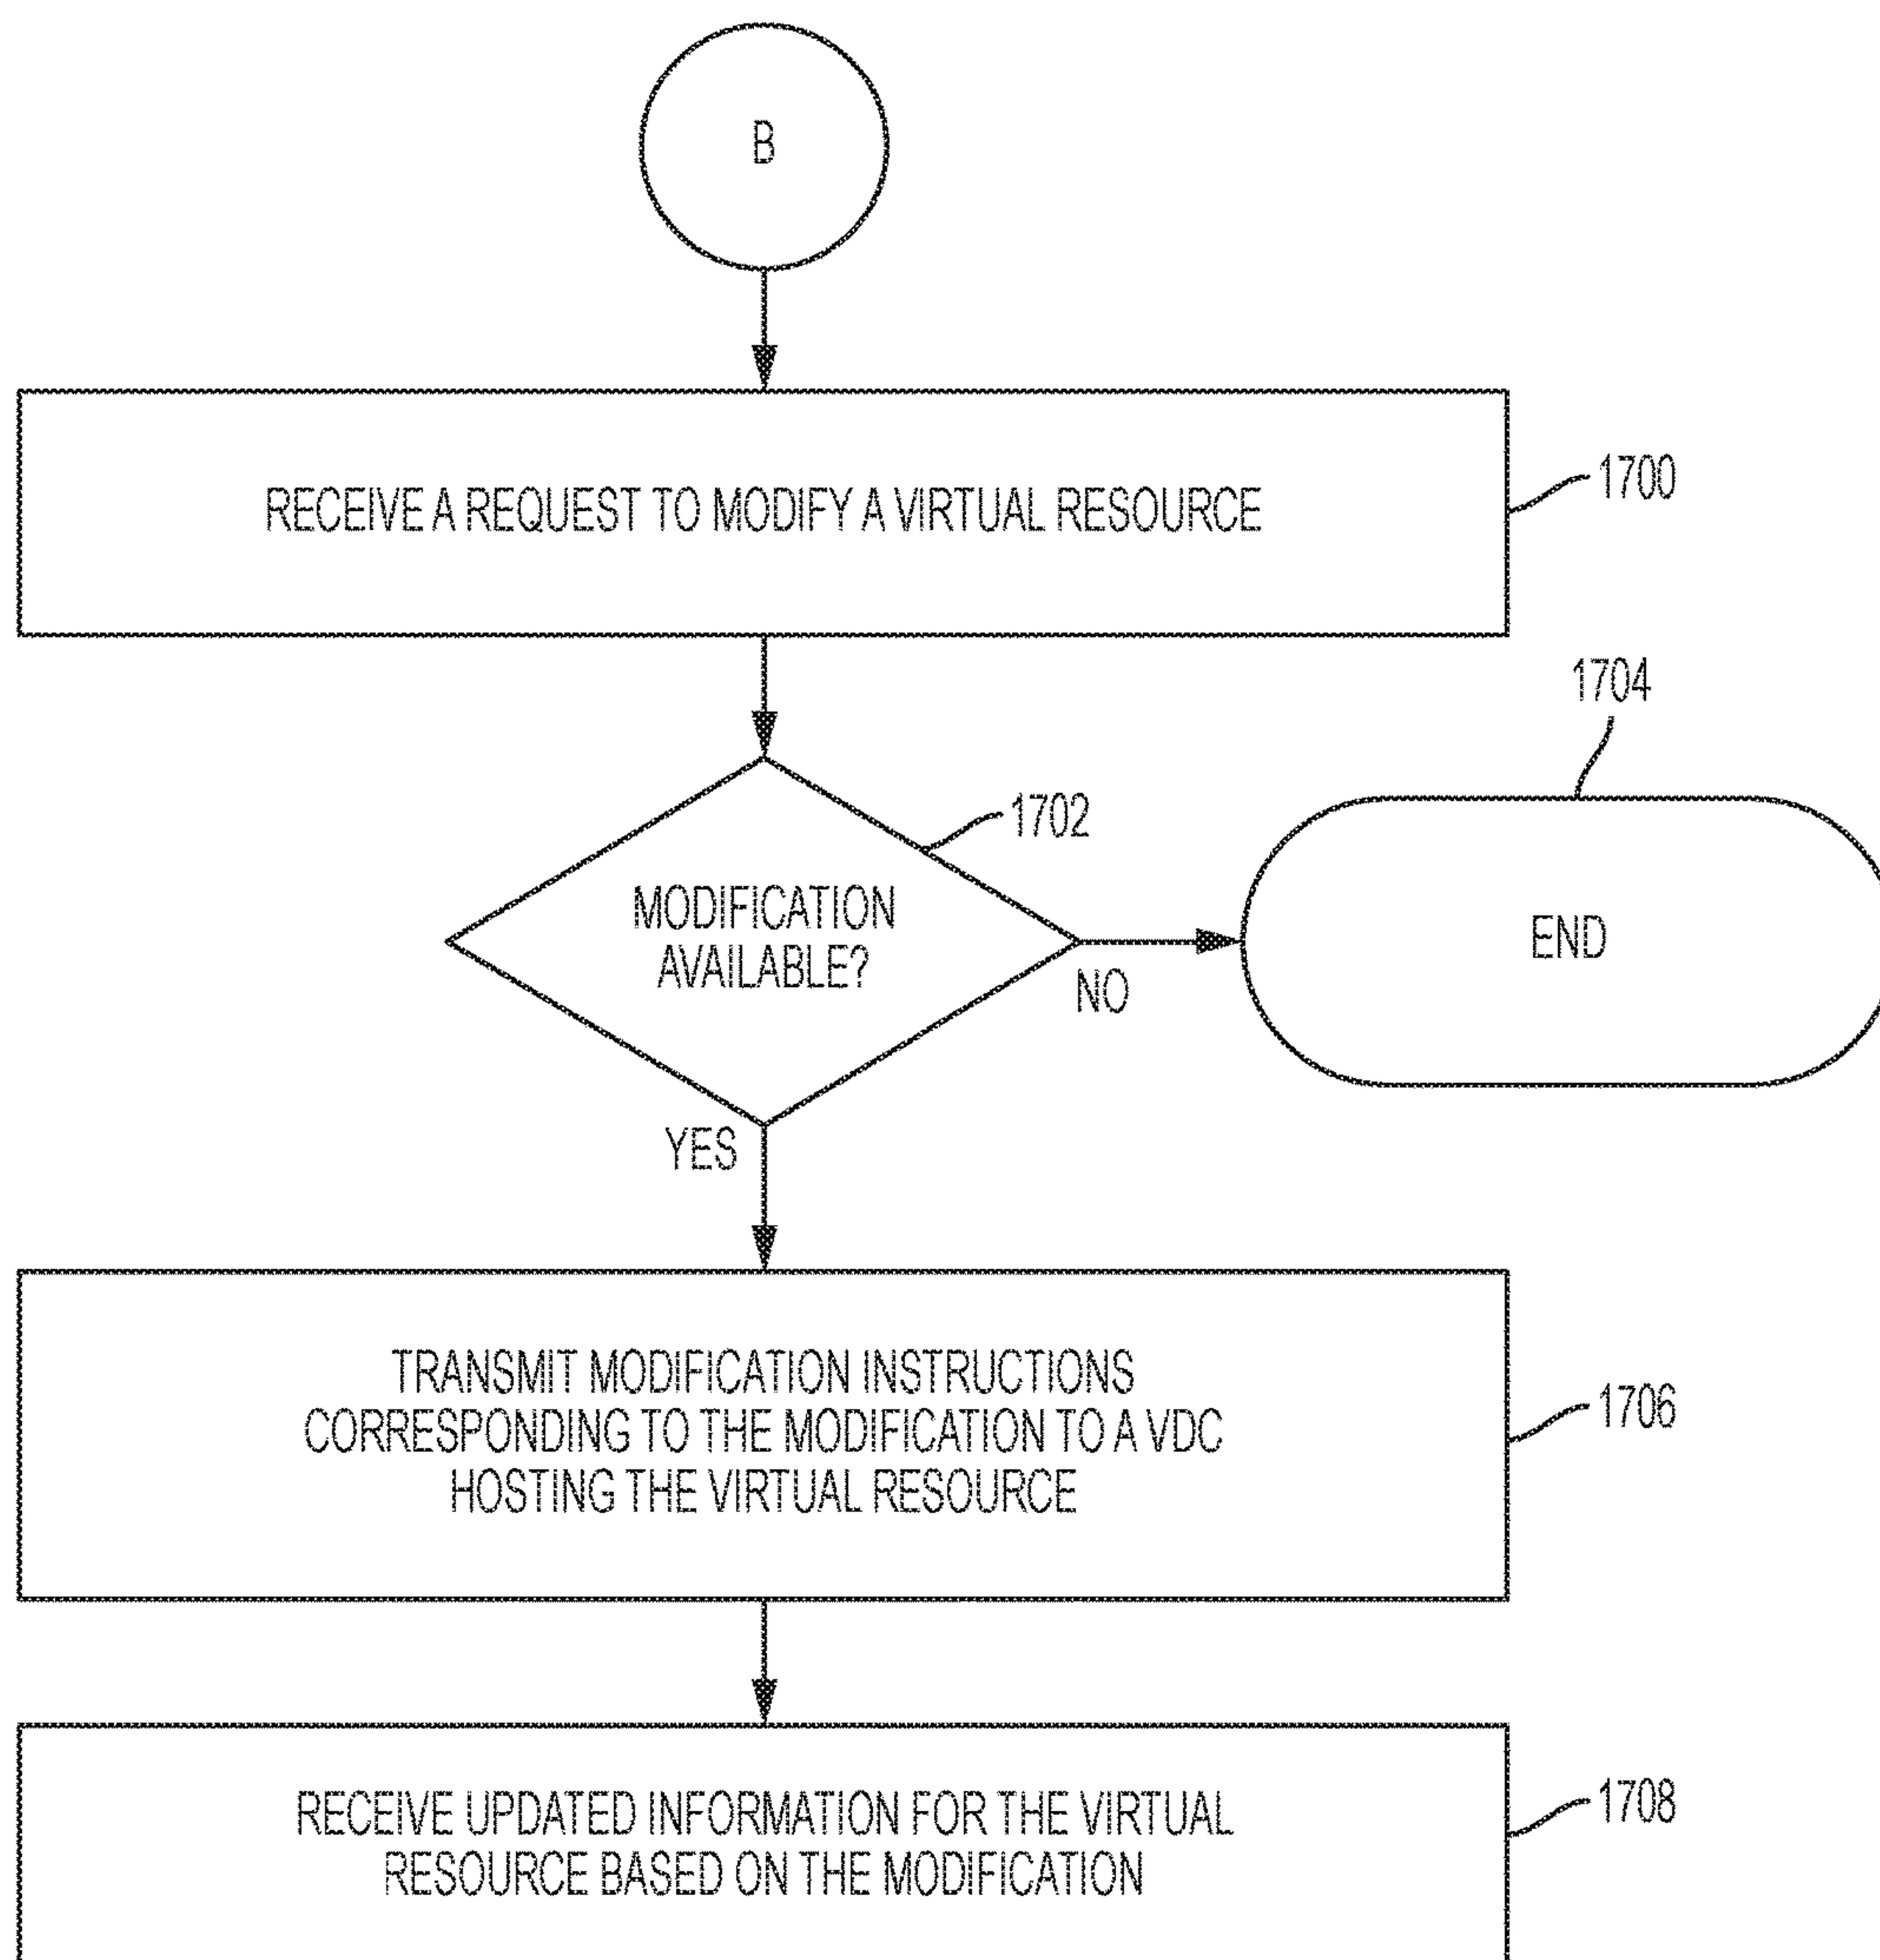 B
RECEIVE A REQUEST TO MODIFY A VIRTUAL RESOURCE
1700
1704
1702
MODIFICATION
AVAILABLE?
END
NO
YES
TRANSMIT MODIFICATION INSTRUCTIONS
CORRESPONDING TO THE MODIFICATION TO A VDC
HOSTING THE VIRTUAL RESOURCE
1706
RECEIVE UPDATED INFORMATION FOR THE VIRTUAL
RESOURCE BASED ON THE MODIFICATION
1708